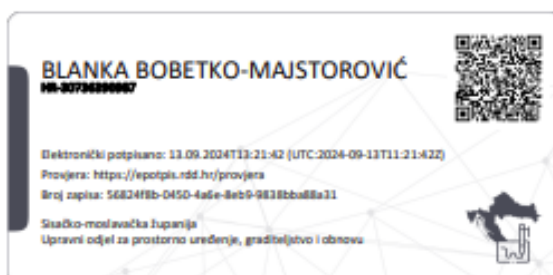 BLANKA BOBETKO-MAJSTOROVIĆ
Elektronički potpisano: 13.09.2024T13:21:42 (UTC:2024-09-13T11:21:42Z)
Provjera: https://epotpis.rdd.hr/provjera
Broj zapisa: 56824f8b-0450-4a6e-8eb9-9838bba88a31
Sisačko-moslavačka županija
Upravni odjel za prostorno uređenje, graditeljstvo i obnovu